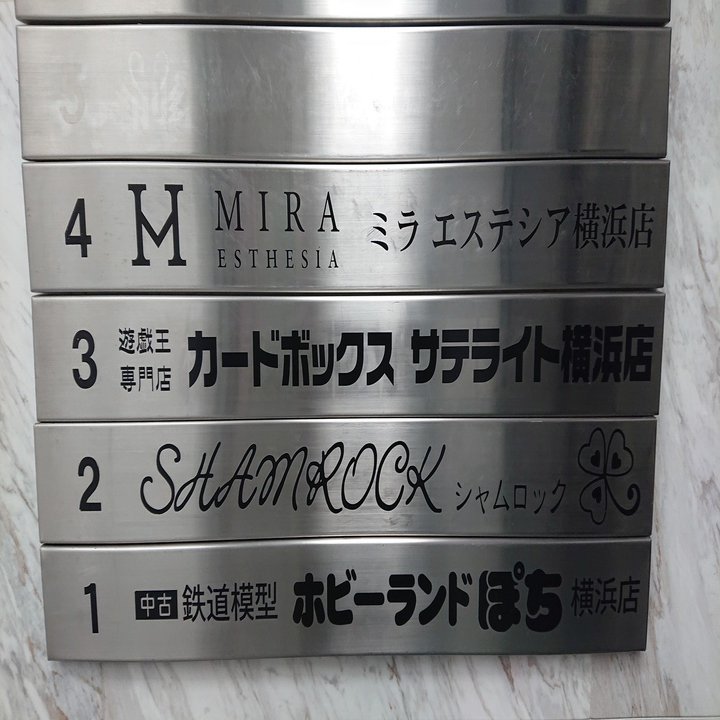 4 M MIRA ミラ エステシア横浜店
ESTHESIA
3 遊戯王 カードボックス サテライト横浜店
専門店
2 SHAMROCK シャムロック
1 中古 鉄道模型 ホビーランドぽち 横浜店